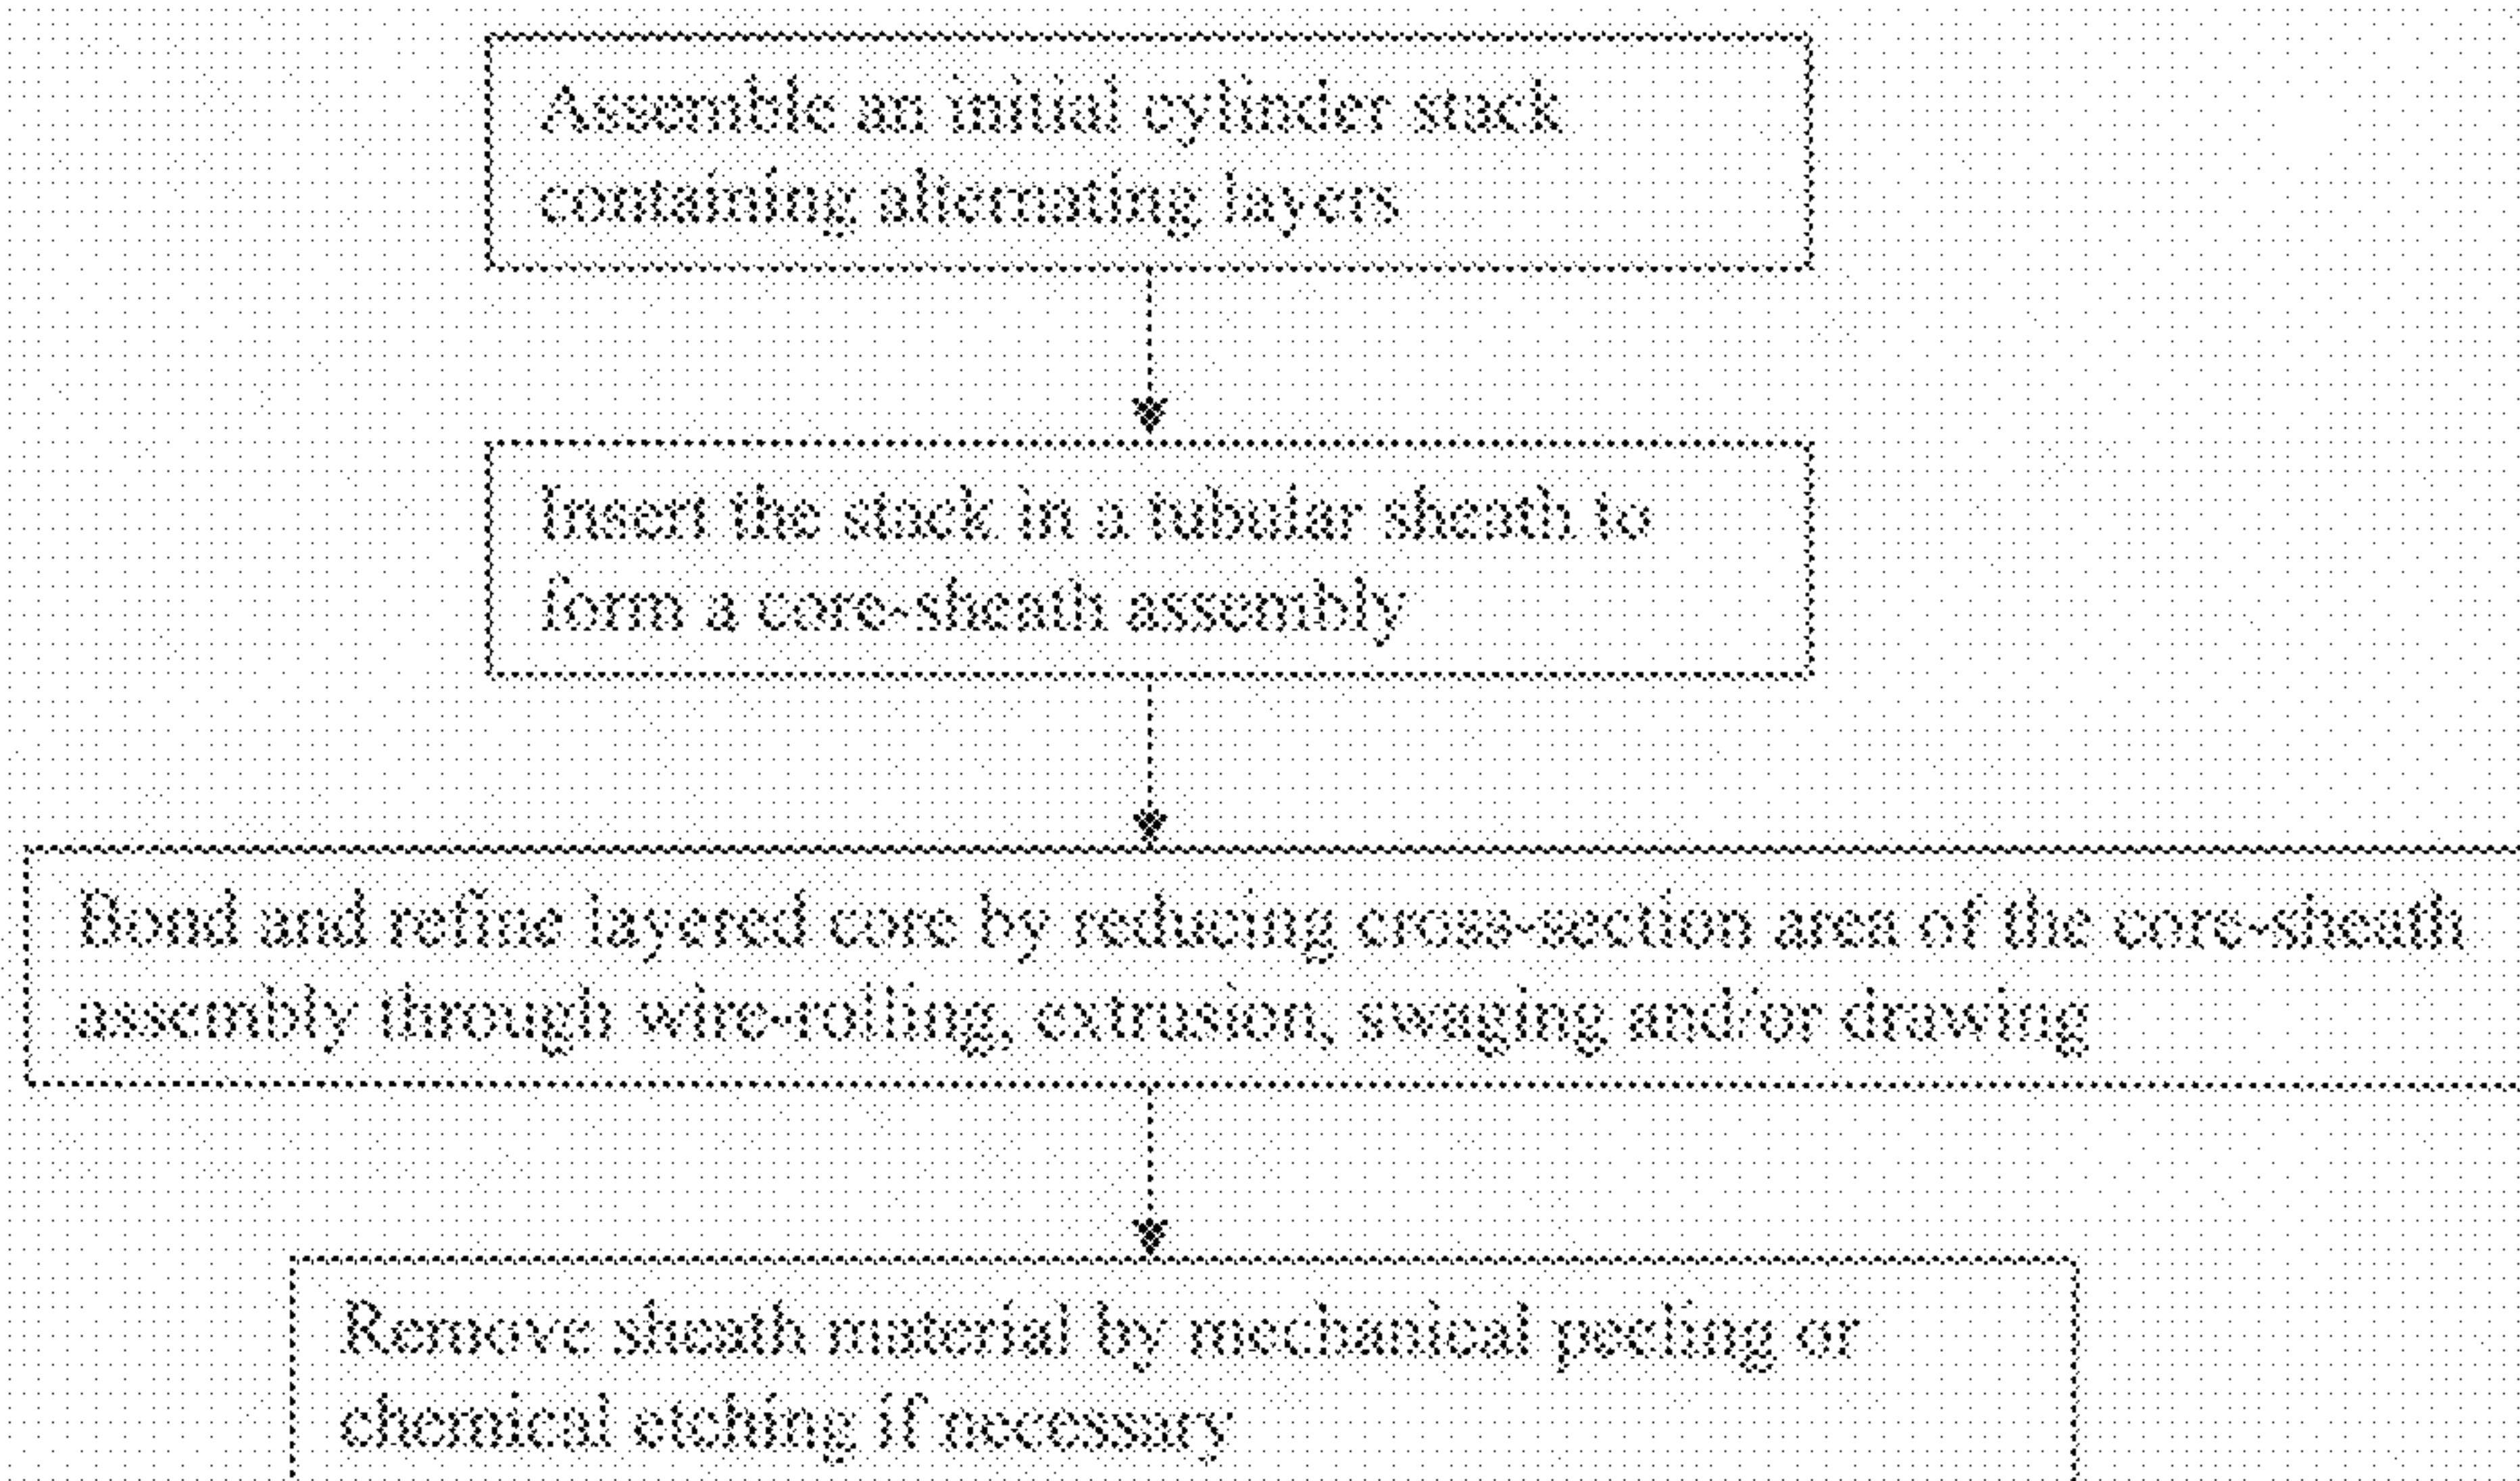 Assemble an initial cylinder stack
containing alternating layers
Insert the stack in a tubular sheath to
form a core-sheath assembly
Bond and refine layered core by reducing cross-section area of the core-sheath
assembly through wire-rolling, extrusion, swaging and/or drawing
Remove sheath material by mechanical peeling or
chemical etching if necessary